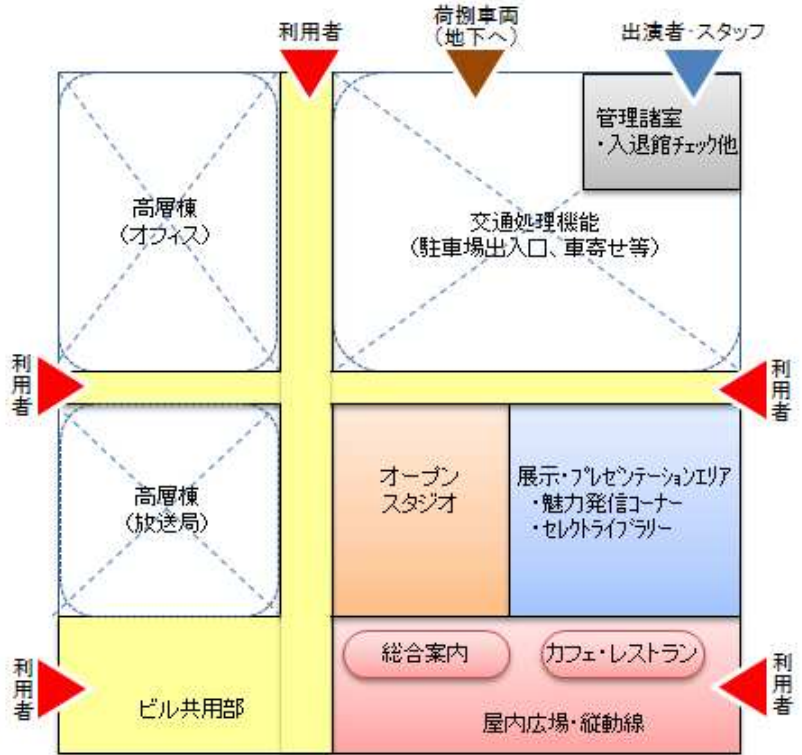 利用者
荷捌車両
（地下へ）
出演者・スタッフ
管理諸室
・入退館ﾁｪｯｸ他
高層棟
（オフィス）
交通処理機能
（駐車場出入口、車寄せ等）
利用者
利用者
高層棟
（放送局）
オープン
スタジオ
展示・ﾌﾟﾚｾﾞﾝﾃｰｼｮﾝｴﾘｱ
・魅力発信ｺｰﾅｰ
・ｾﾚｸﾄﾗｲﾌﾞﾗﾘｰ
利用者
ビル共用部
総合案内
カフェ・レストラン
屋内広場・縦動線
利用者